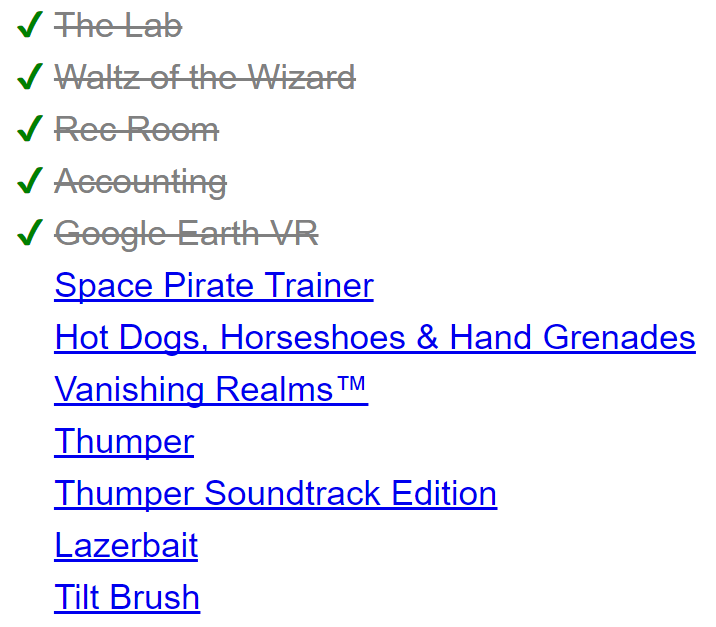 The Lab
Waltz of the Wizard
Rec Room
Accounting
Google Earth VR
Space Pirate Trainer
Hot Dogs, Horseshoes & Hand Grenades
Vanishing Realms™
Thumper
Thumper Soundtrack Edition
Lazerbait
Tilt Brush